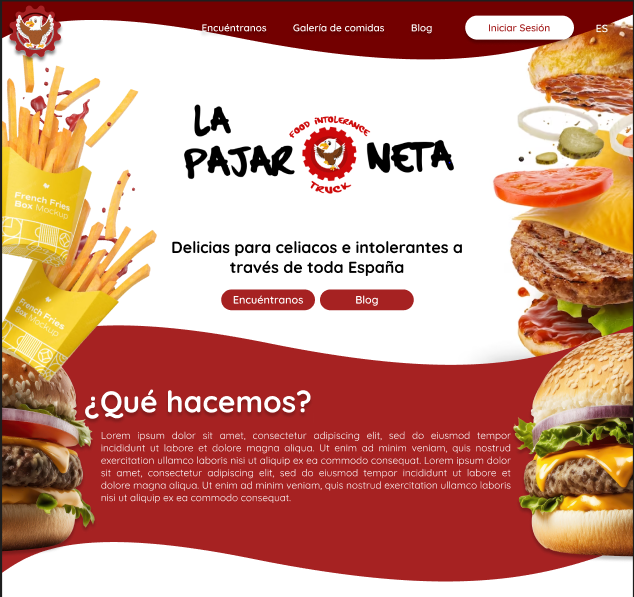 Encuéntranos
Galería de comidas
Blog
Iniciar Sesión
ES
LA
PAJAR NETA
FOOD INTOLERANCE
TRUCK
French Fries
Box Mockup
French Fries
Box Mockup
Delicias para celiacos e intolerantes a
través de toda España
Encuéntranos
Blog
¿Qué hacemos?
Lorem ipsum dolor sit amet, consectetur adipiscing elit, sed do eiusmod tempor
incididunt ut labore et dolore magna aliqua. Ut enim ad minim veniam, quis nostrud
exercitation ullamco laboris nisi ut aliquip ex ea commodo consequat. Lorem ipsum dolor
sit amet, consectetur adipiscing elit, sed do eiusmod tempor incididunt ut labore et
dolore magna aliqua. Ut enim ad minim veniam, quis nostrud exercitation ullamco laboris
nisi ut aliquip ex ea commodo consequat.